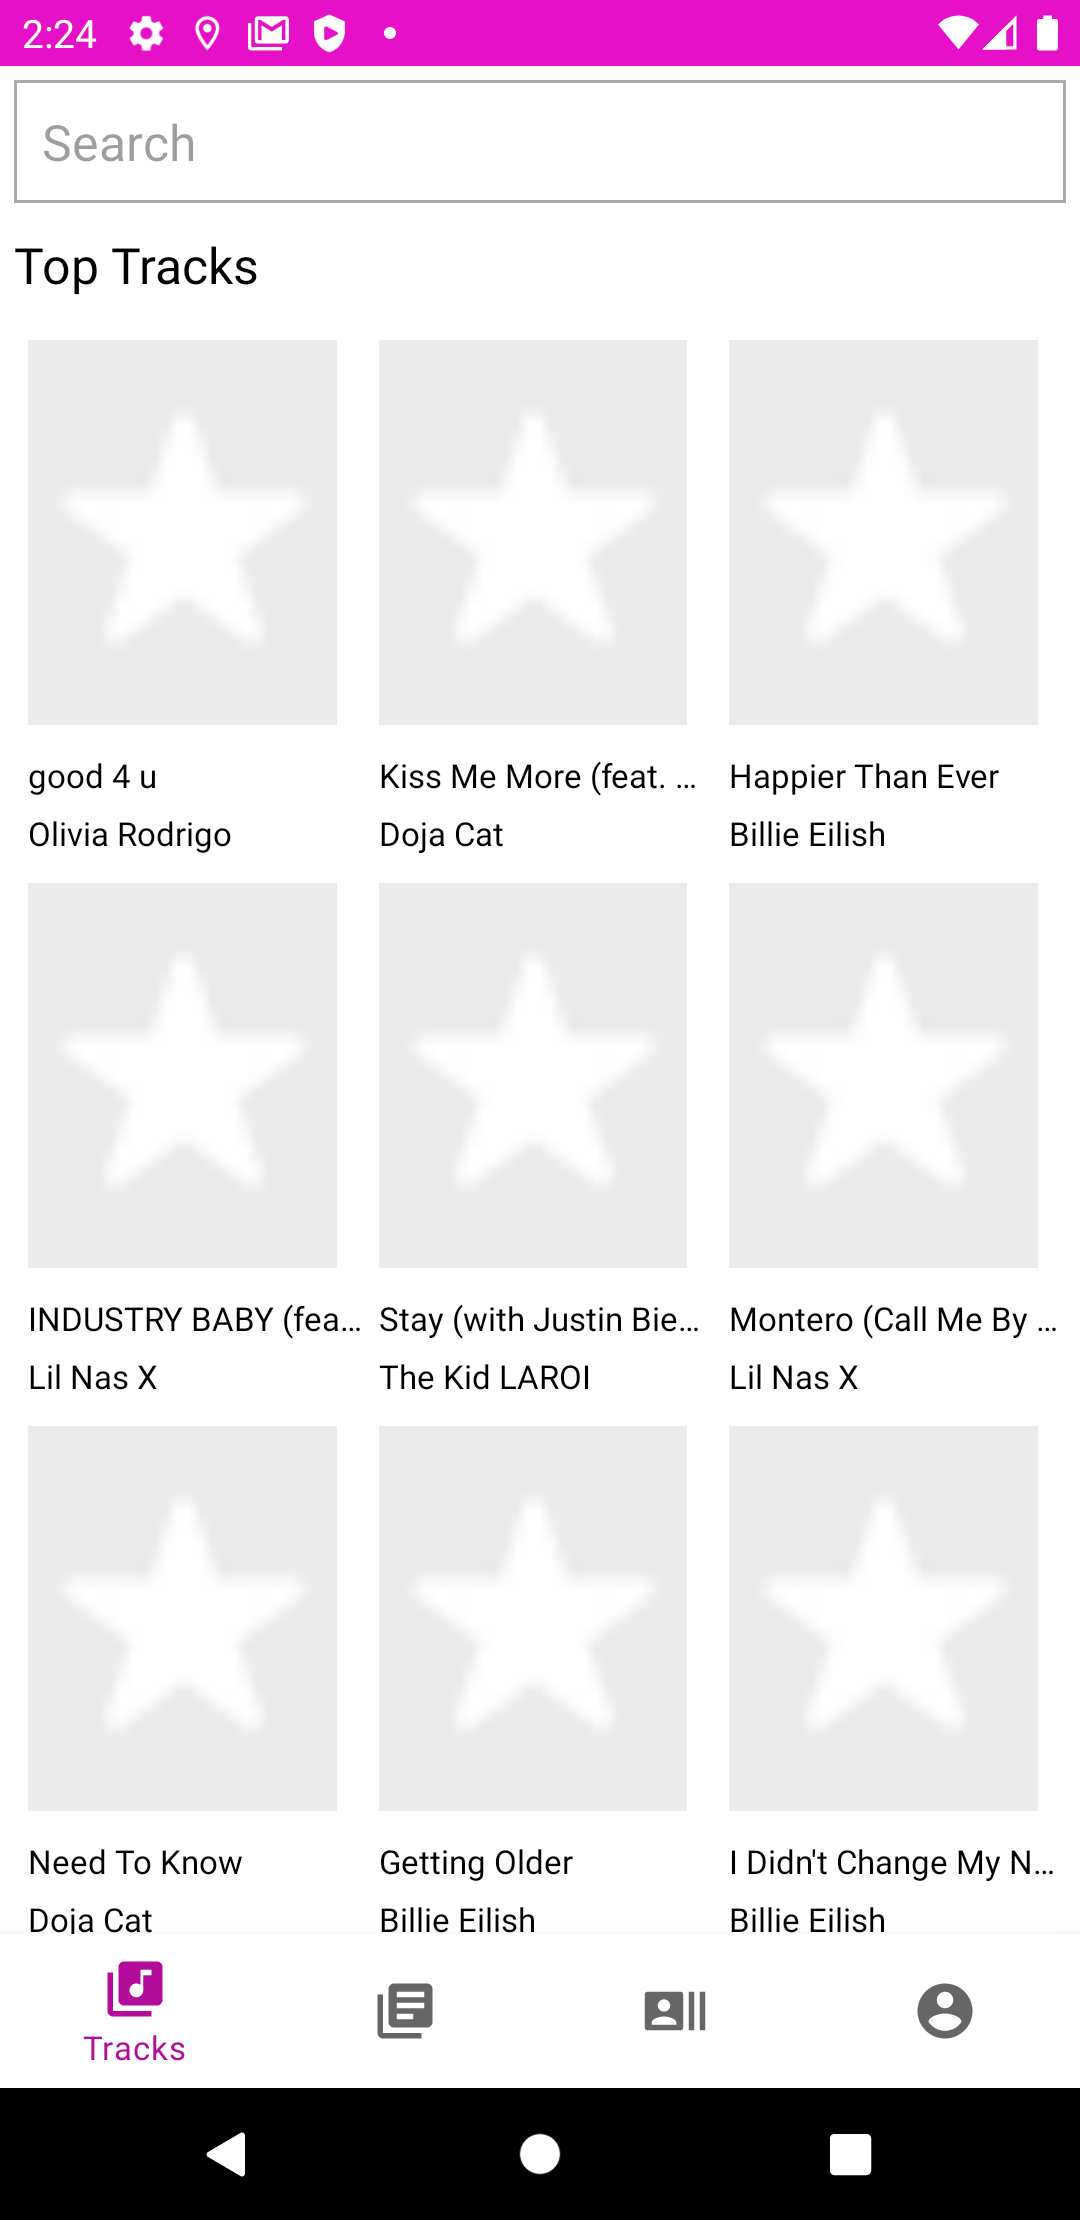 2:24
Search
Top Tracks
good 4 u
Olivia Rodrigo
Kiss Me More (feat. ...
Doja Cat
Happier Than Ever
Billie Eilish
INDUSTRY BABY (fea...
Lil Nas X
Stay (with Justin Bie...
The Kid LAROI
Montero (Call Me By ...
Lil Nas X
Need To Know
Doja Cat
Getting Older
Billie Eilish
I Didn't Change My N...
Billie Eilish
Tracks